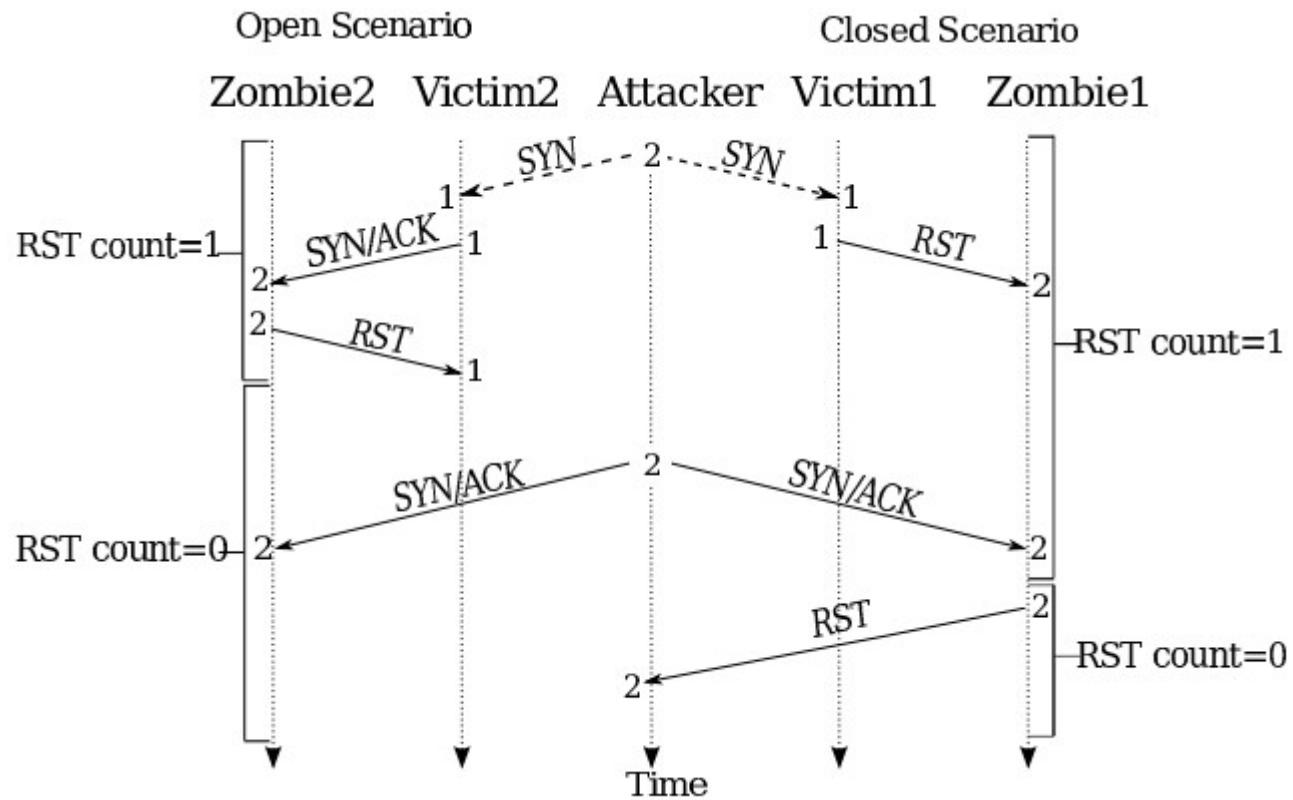 Open Scenario Closed Scenario
Zombie2 Victim2 Attacker Victim1 Zombie1
SYN 2 SYN
1 1
RST count=1 SYN/ACK 1 1 RST
2 2
2 RST RST count=1
1
2
SYN/ACK SYN/ACK
RST count=0 2 2
RST 2
RST count=0
2
Time